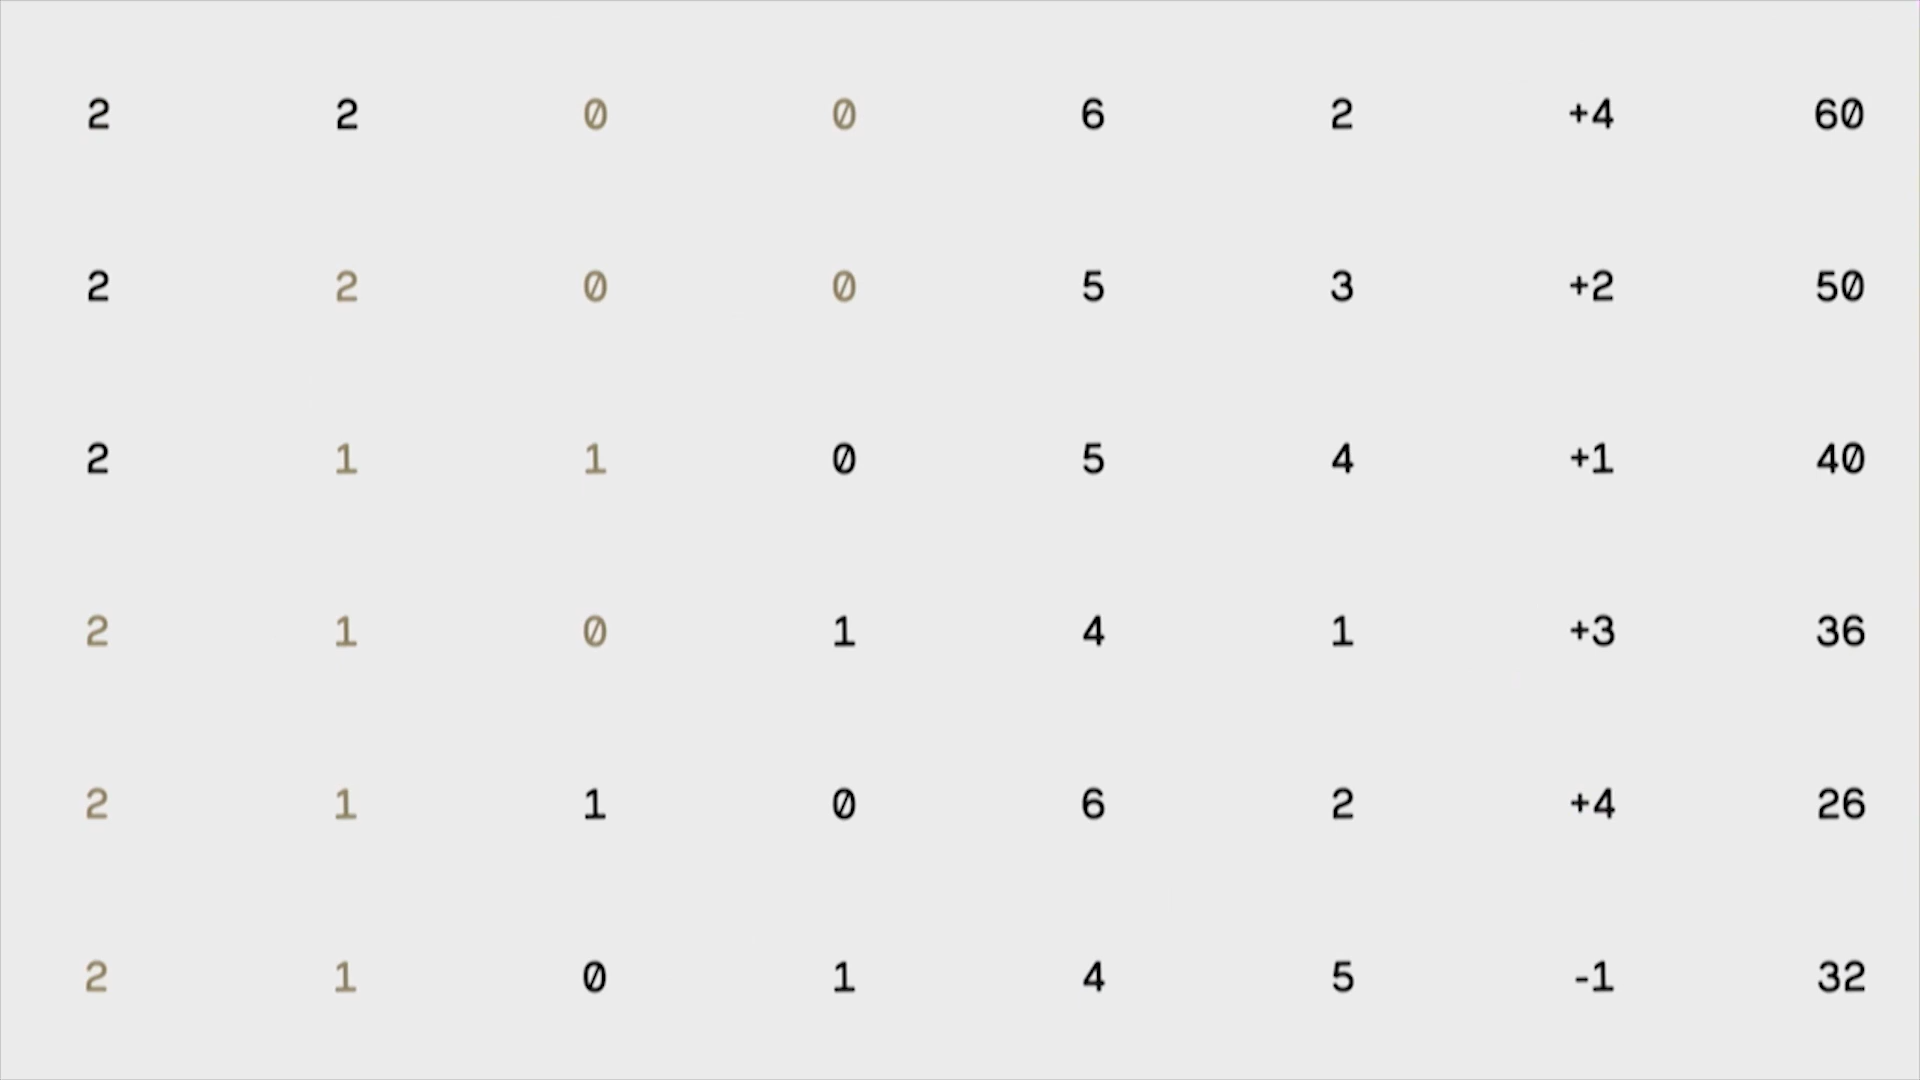 2 2 0 0 6 2 +4 60
2 2 0 0 5 3 +2 50
2 1 1 0 5 4 +1 40
2 1 0 1 4 1 +3 36
2 1 1 0 6 2 +4 26
2 1 0 1 4 5 -1 32